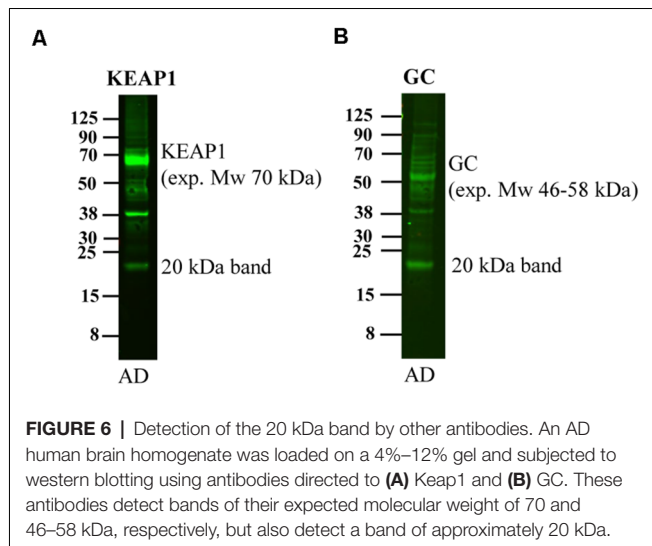 A
KEAP1
125
90
70
50
38
30
25
15
8
KEAP1
(exp. Mw 70 kDa)
20 kDa band
AD
B
GC
125
90
70
50
38
30
25
15
8
GC
(exp. Mw 46-58 kDa)
20 kDa band
AD
FIGURE 6 | Detection of the 20 kDa band by other antibodies. An AD
human brain homogenate was loaded on a 4%–12% gel and subjected to
western blotting using antibodies directed to (A) Keap1 and (B) GC. These
antibodies detect bands of their expected molecular weight of 70 and
46–58 kDa, respectively, but also detect a band of approximately 20 kDa.